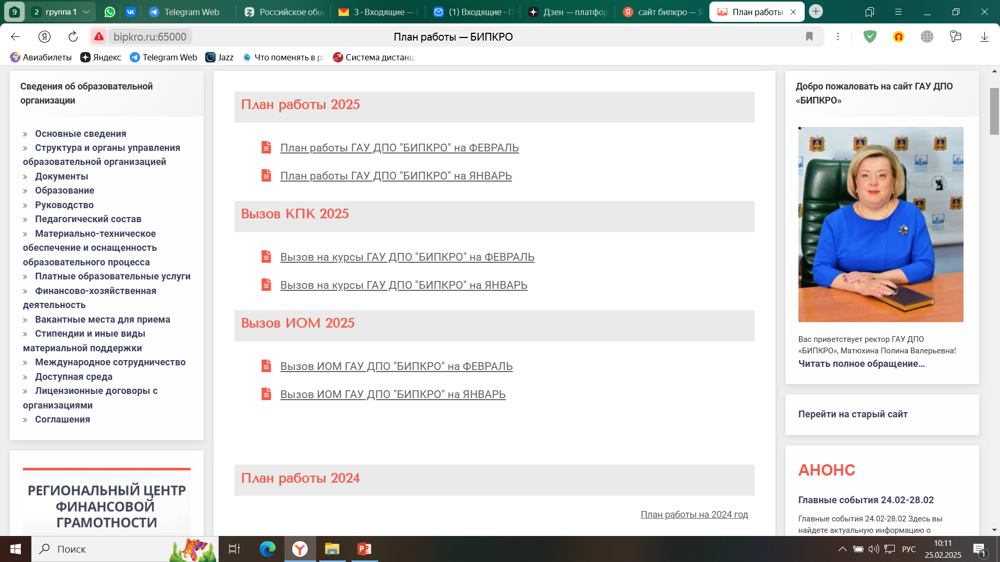 9
2
группа 1
Telegram Web
Российское общ
3 · Входящие — Я
(1) Входящие - П
Дзен — платфор
сайт бипкро — Я
План работы
bipkro.ru:65000
План работы — БИПКРО
Авиабилеты
Яндекс
Telegram Web
Jazz
Что поменять в ра
Система дистанц
Сведения об образовательной
организации
» Основные сведения
» Структура и органы управления
образовательной организацией
» Документы
» Образование
» Руководство
» Педагогический состав
» Материально-техническое
обеспечение и оснащенность
образовательного процесса
» Платные образовательные услуги
» Финансово-хозяйственная
деятельность
» Вакантные места для приема
» Стипендии и иные виды
материальной поддержки
» Международное сотрудничество
» Доступная среда
» Лицензионные договоры с
организациями
» Соглашения
РЕГИОНАЛЬНЫЙ ЦЕНТР
ФИНАНСОВОЙ
ГРАМОТНОСТИ
План работы 2025
План работы ГАУ ДПО "БИПКРО" на ФЕВРАЛЬ
План работы ГАУ ДПО "БИПКРО" на ЯНВАРЬ
Вызов КПК 2025
Вызов на курсы ГАУ ДПО "БИПКРО" на ФЕВРАЛЬ
Вызов на курсы ГАУ ДПО "БИПКРО" на ЯНВАРЬ
Вызов ИОМ 2025
Вызов ИОМ ГАУ ДПО "БИПКРО" на ФЕВРАЛЬ
Вызов ИОМ ГАУ ДПО "БИПКРО" на ЯНВАРЬ
План работы 2024
План работы на 2024 год
Добро пожаловать на сайт ГАУ ДПО
«БИПКРО»
Вас приветствует ректор ГАУ ДПО
«БИПКРО», Матюхина Полина Валерьевна!
Читать полное обращение...
Перейти на старый сайт
АНОНС
Главные события 24.02-28.02
Главные события 24.02-28.02 Здесь вы
найдете актуальную информацию о
Поиск
РУС
10:11
25.02.2025
1